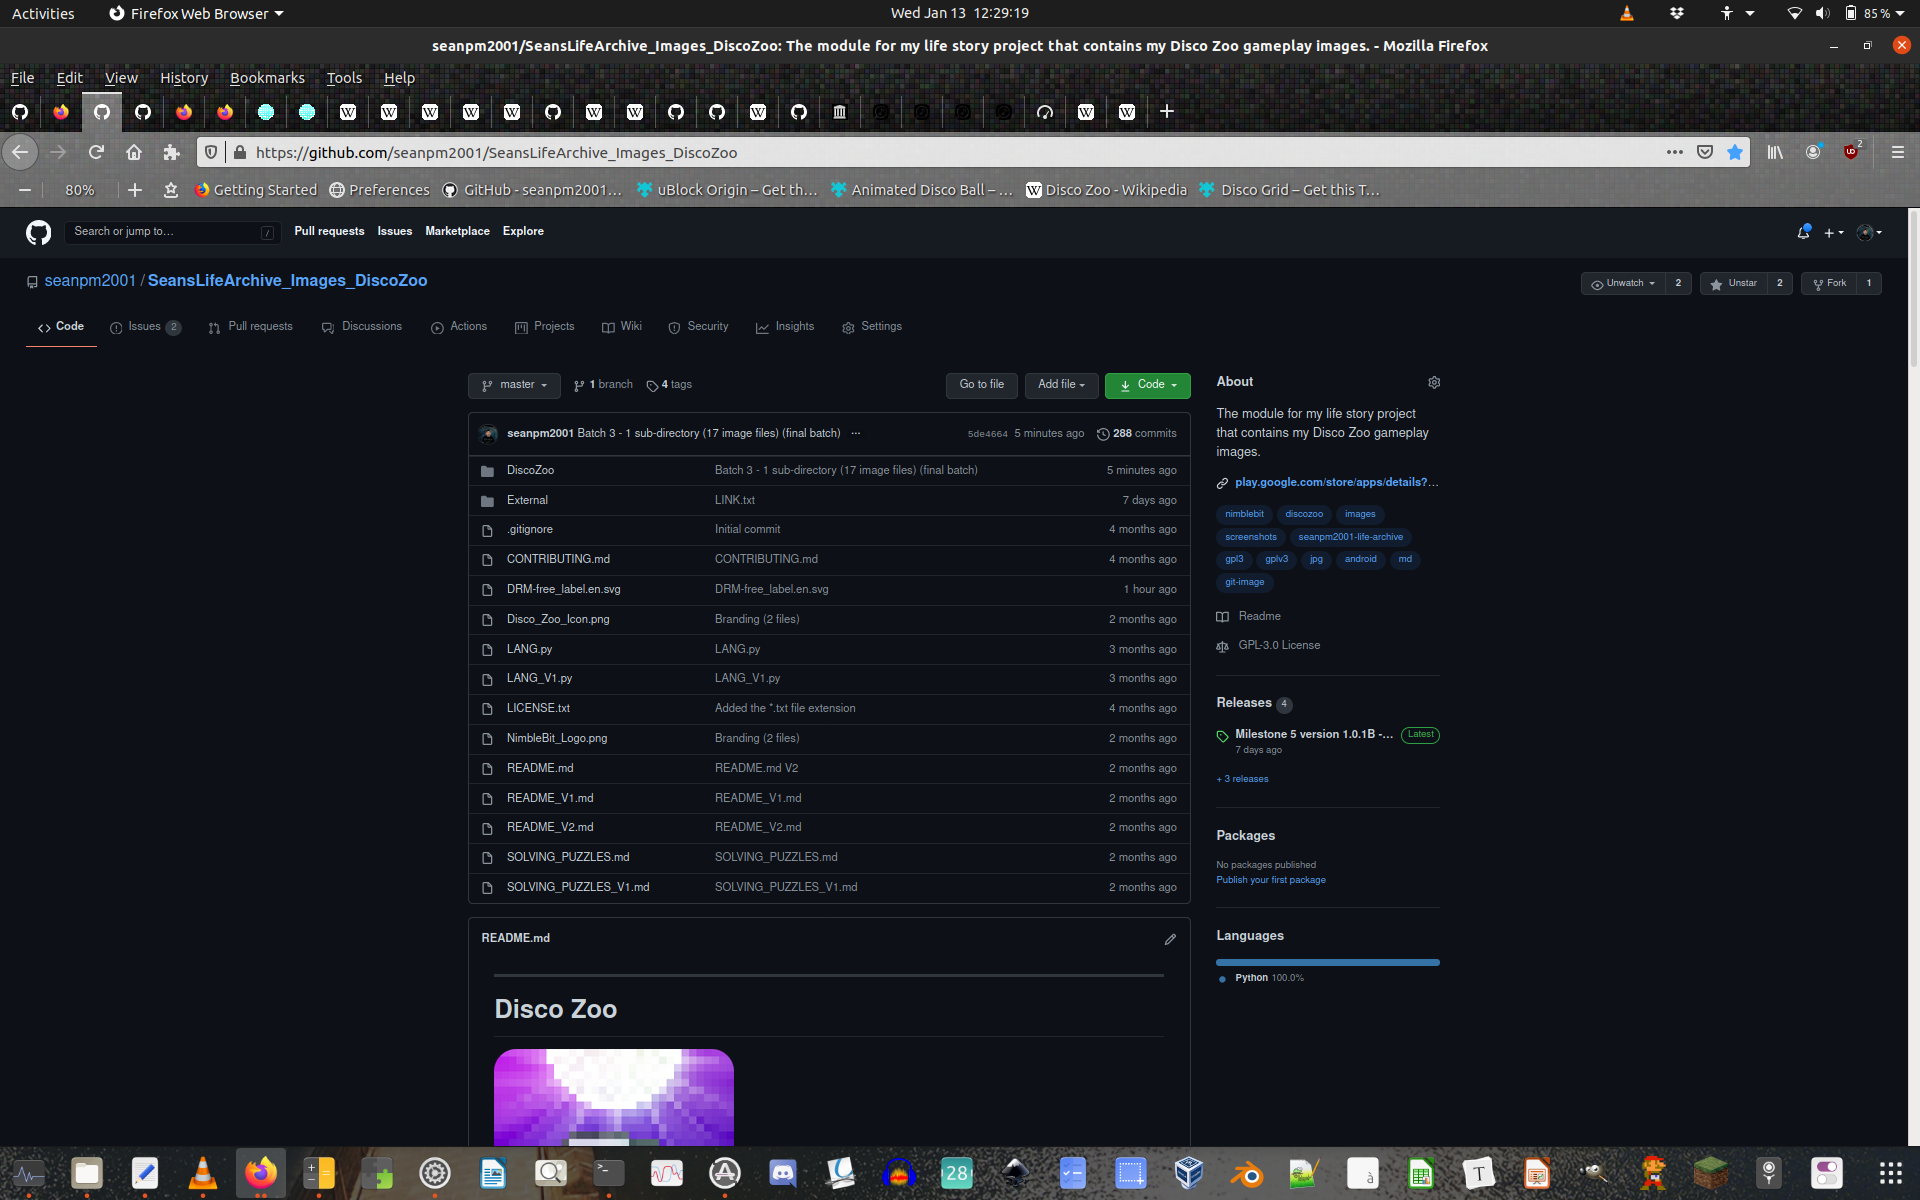 Activities Firefox Web Browser Wed Jan 13 12:29:19 85 %
seanpm2001/SeansLifeArchive_Images_DiscoZoo: The module for my life story project that contains my Disco Zoo gameplay images. - Mozilla Firefox
File Edit View History Bookmarks Tools Help
https://github.com/seanpm2001/SeansLifeArchive_Images_DiscoZoo 2
80% Getting Started Preferences GitHub - seanpm2001... uBlock Origin – Get th... Animated Disco Ball – ... Disco Zoo - Wikipedia Disco Grid – Get this T...
Search or jump to... / Pull requests Issues Marketplace Explore
seanpm2001 / SeansLifeArchive_Images_DiscoZoo Unwatch 2 Unstar 2 Fork 1
Code Issues 2 Pull requests Discussions Actions Projects Wiki Security Insights Settings
master 1 branch 4 tags Go to file Add file Code
seanpm2001 Batch 3 - 1 sub-directory (17 image files) (final batch) ... 5de4664 5 minutes ago 288 commits
DiscoZoo Batch 3 - 1 sub-directory (17 image files) (final batch) 5 minutes ago
External LINK.txt 7 days ago
.gitignore Initial commit 4 months ago
CONTRIBUTING.md CONTRIBUTING.md 4 months ago
DRM-free_label.en.svg DRM-free_label.en.svg 1 hour ago
Disco_Zoo_Icon.png Branding (2 files) 2 months ago
LANG.py LANG.py 3 months ago
LANG_V1.py LANG_V1.py 3 months ago
LICENSE.txt Added the *.txt file extension 4 months ago
NimbleBit_Logo.png Branding (2 files) 2 months ago
README.md README.md V2 2 months ago
README_V1.md README_V1.md 2 months ago
README_V2.md README_V2.md 2 months ago
SOLVING_PUZZLES.md SOLVING_PUZZLES.md 2 months ago
SOLVING_PUZZLES_V1.md SOLVING_PUZZLES_V1.md 2 months ago
README.md
Disco Zoo
About
The module for my life story project
that contains my Disco Zoo gameplay
images.
play.google.com/store/apps/details?...
nimblebit discozoo images
screenshots seanpm2001-life-archive
gpl3 gplv3 jpg android md
git-image
Readme
GPL-3.0 License
Releases 4
Milestone 5 version 1.0.1B -... Latest
7 days ago
+ 3 releases
Packages
No packages published
Publish your first package
Languages
Python 100.0%
28